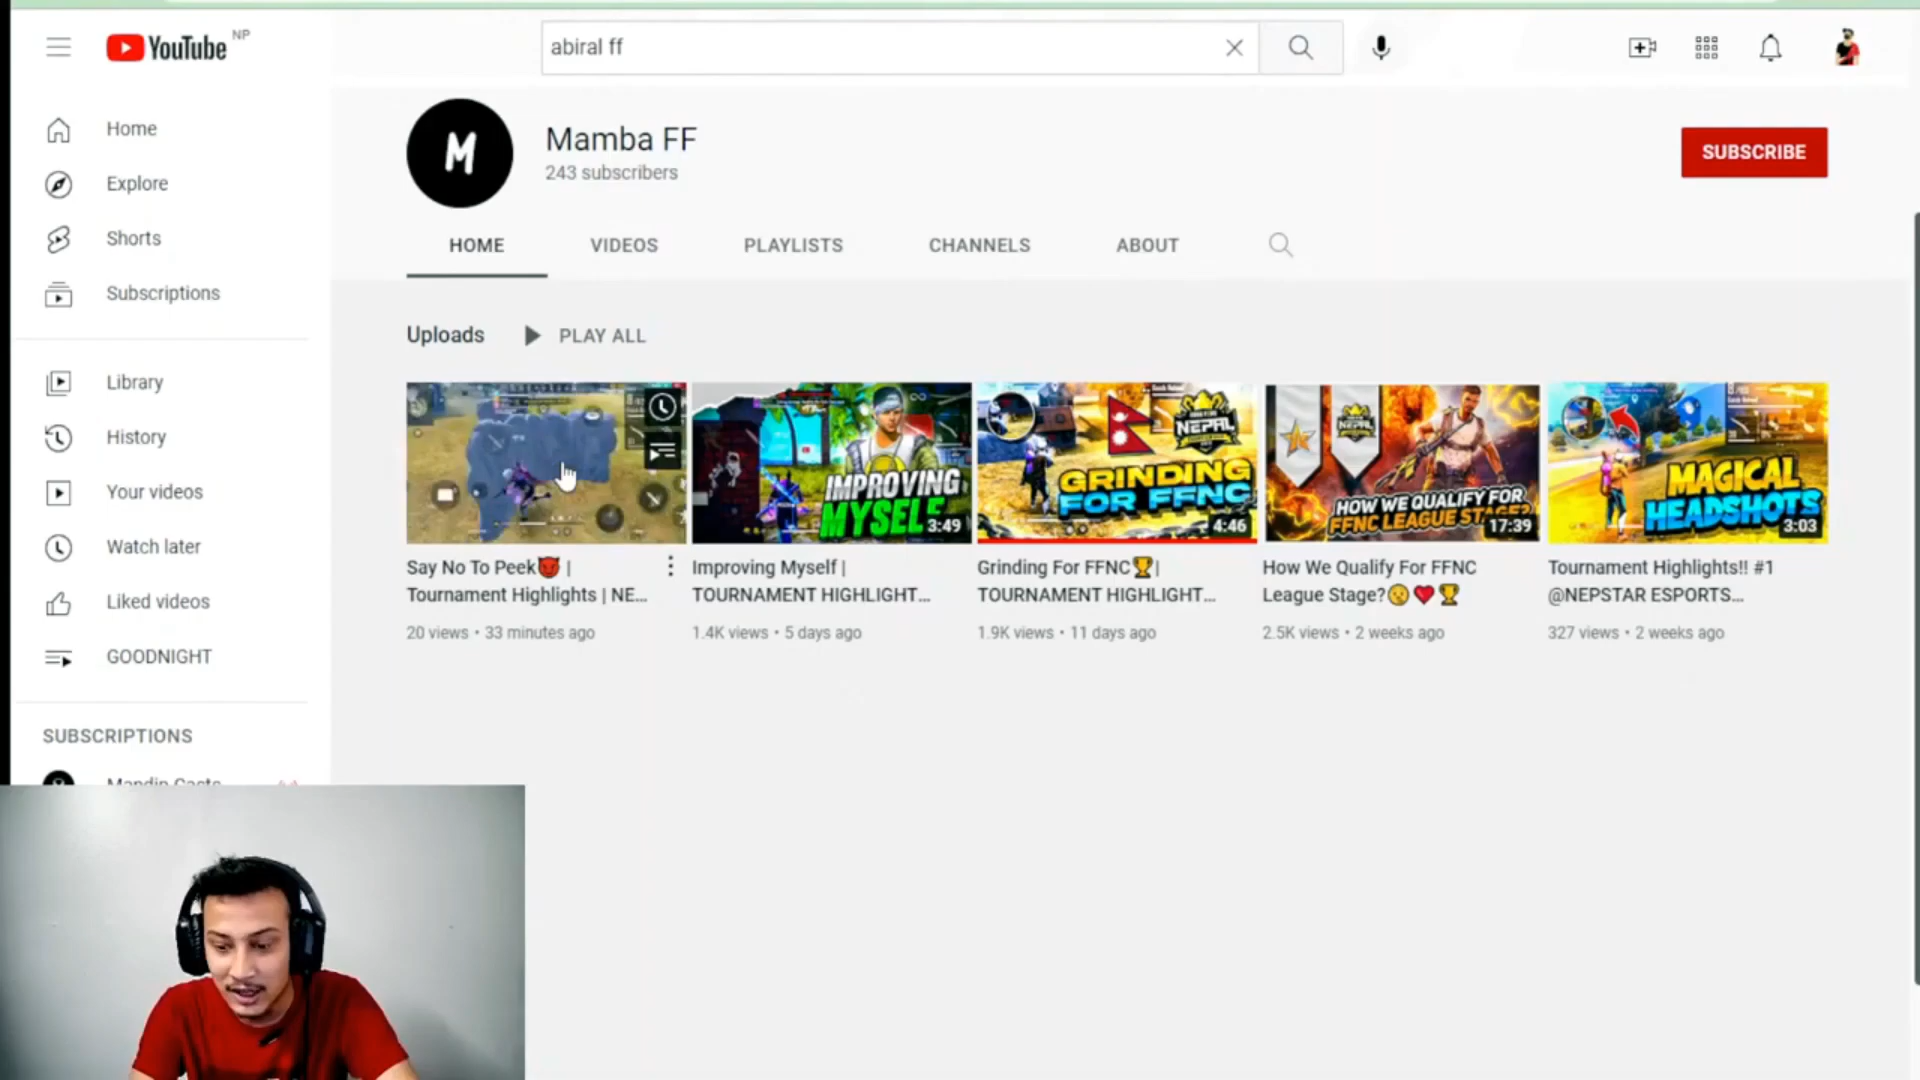 YouTube NP
abiral ff
Home
Explore
Shorts
Subscriptions
Library
History
Your videos
Watch later
Liked videos
GOODNIGHT
SUBSCRIPTIONS
M
Mamba FF
243 subscribers
SUBSCRIBE
HOME VIDEOS PLAYLISTS CHANNELS ABOUT
Uploads PLAY ALL
IMPROVING
MYSELF
3:49
NEPAL
GRINDING
FOR FFNC
4:46
NEPAL
HOW WE QUALIFY FOR
FFNC LEAGUE STAGE?
17:39
MAGICAL
HEADSHOTS
3:03
Say No To Peek😈 |
Tournament Highlights | NE...
20 views • 33 minutes ago
Improving Myself |
TOURNAMENT HIGHLIGHT...
1.4K views • 5 days ago
Grinding For FFNC🏆|
TOURNAMENT HIGHLIGHT...
1.9K views • 11 days ago
How We Qualify For FFNC
League Stage?😯❤️🏆
2.5K views • 2 weeks ago
Tournament Highlights!! #1
@NEPSTAR ESPORTS...
327 views • 2 weeks ago